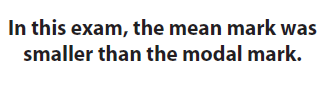 In this exam, the mean mark was
smaller than the modal mark.